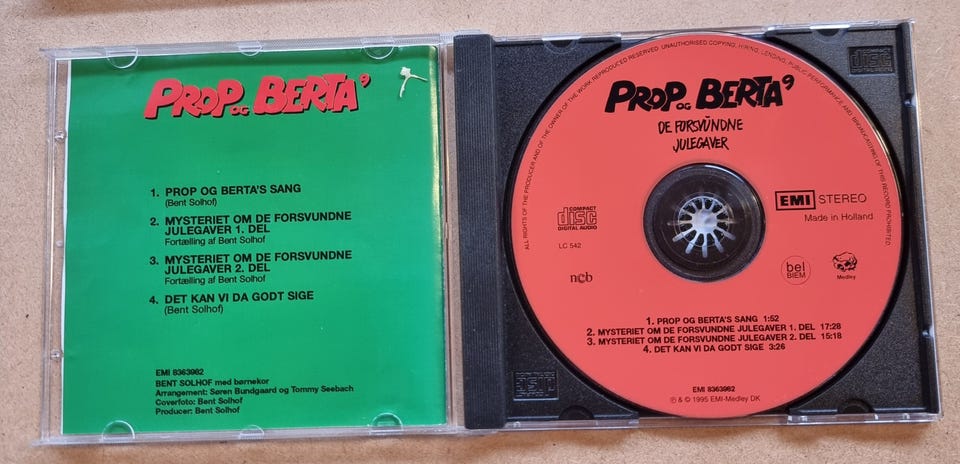 PROP OG BERTA 9
1. PROP OG BERTA'S SANG
(Bent Solhof)
2. MYSTERIET OM DE FORSVUNDNE
JULEGAVER 1. DEL
Fortælling af Bent Solhof
3. MYSTERIET OM DE FORSVUNDNE
JULEGAVER 2. DEL
Fortælling af Bent Solhof
4. DET KAN VI DA GODT SIGE
(Bent Solhof)
EMI 8363982
BENT SOLHOF med børnekor
Arrangement: Søren Bundgaard og Tommy Seebach
Coverfoto: Bent Solhof
Producer: Bent Solhof
ALL RIGHTS OF THE PRODUCER AND OF THE OWNER OF THE WORK REPRODUCED RESERVED. UNAUTHORISED COPYING, HIRING, LENDING, PUBLIC PERFORMANCE AND BROADCASTING OF THIS RECORD PROHIBITED.
PROP OG BERTA 9
DE FORSVUNDNE
JULEGAVER
COMPACT
disc
DIGITAL AUDIO
EMI STEREO
Made in Holland
LC 542
ncb
bel
BIEM
Medley
1. PROP OG BERTA'S SANG 1:52
2. MYSTERIET OM DE FORSVUNDNE JULEGAVER 1. DEL 17:28
3. MYSTERIET OM DE FORSVUNDNE JULEGAVER 2. DEL 15:18
4. DET KAN VI DA GODT SIGE 3:26
EMI 8363982
℗ & © 1995 EMI-Medley DK
COMPACT
disc